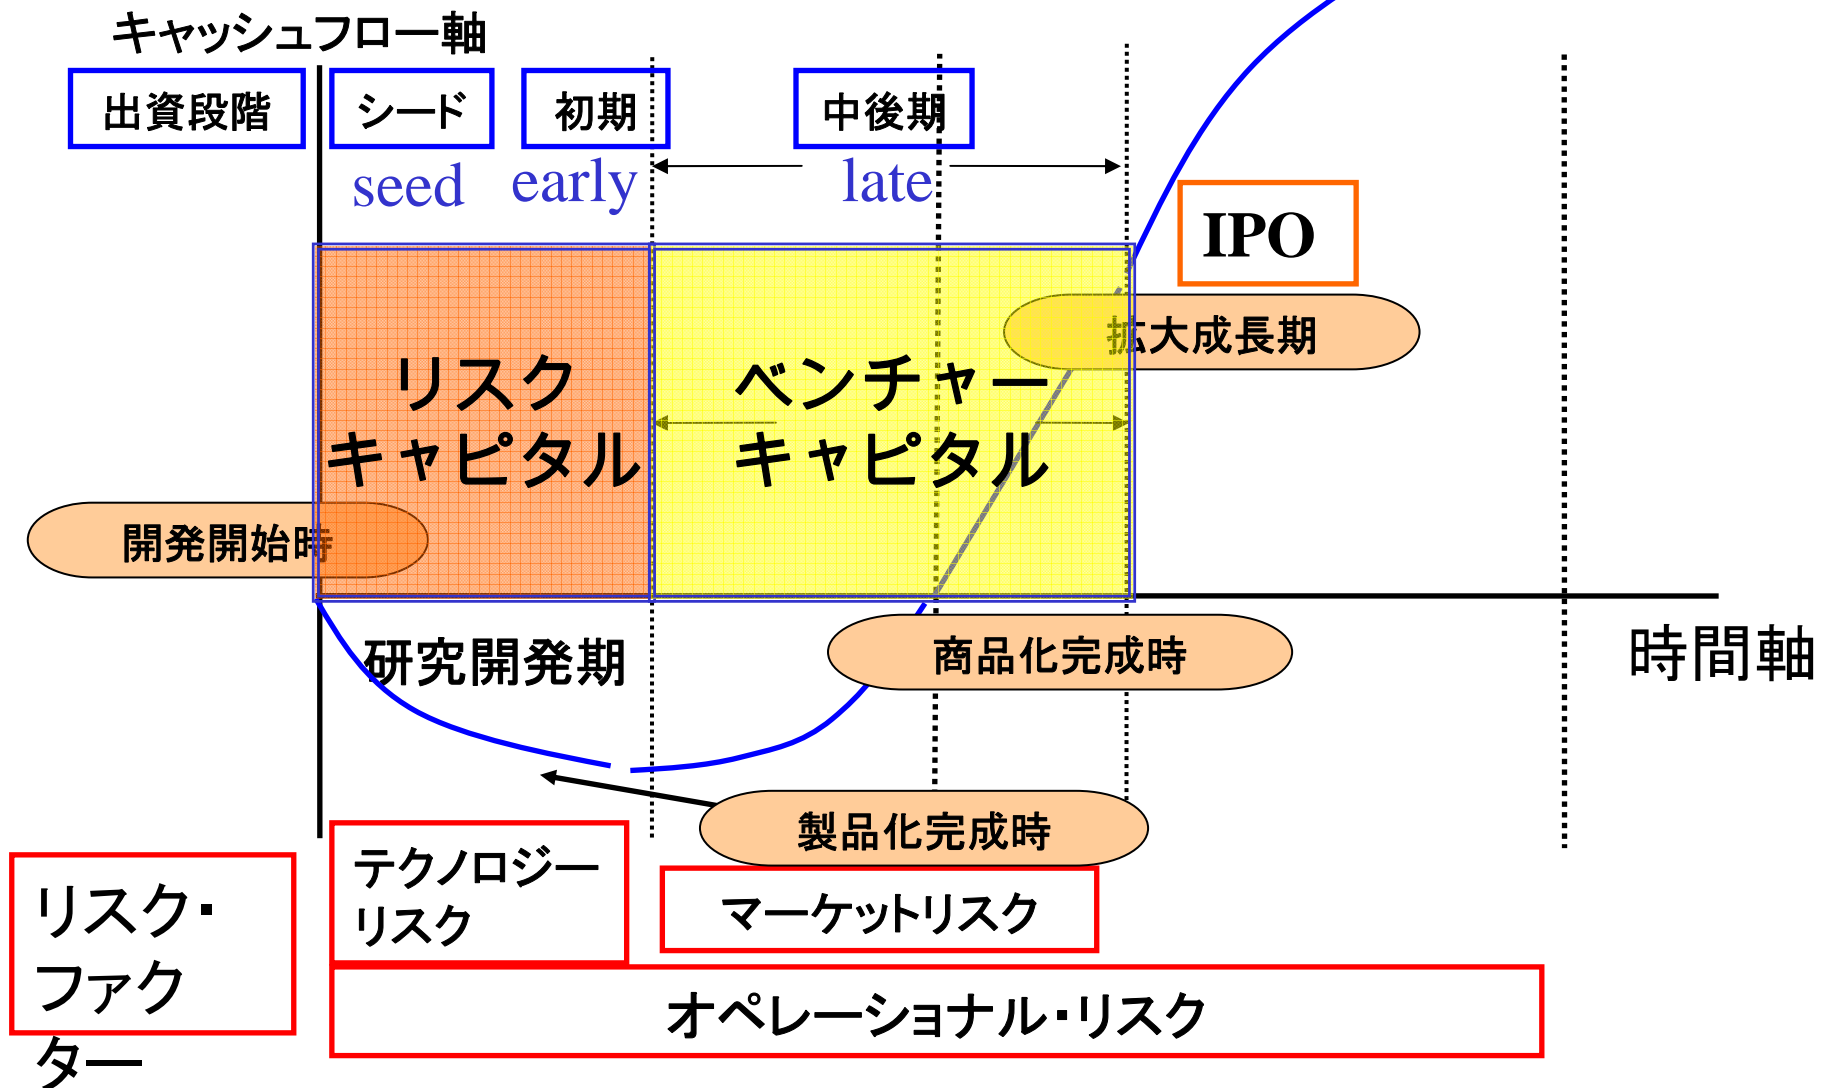 キャッシュフロー軸
出資段階
シード
初期
中後期
seed
early
late
IPO
拡大成長期
リスク
キャピタル
ベンチャー
キャピタル
開発開始時
研究開発期
商品化完成時
時間軸
製品化完成時
テクノロジー
リスク
マーケットリスク
リスク・
ファク
ター
オペレーショナル・リスク